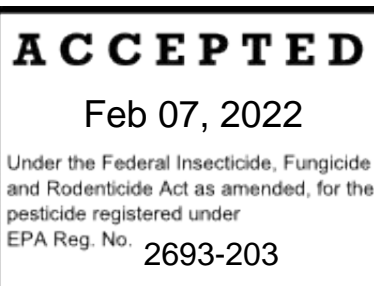 ACCEPTED
Feb 07, 2022
Under the Federal Insecticide, Fungicide
and Rodenticide Act as amended, for the
pesticide registered under
EPA Reg. No. 2693-203